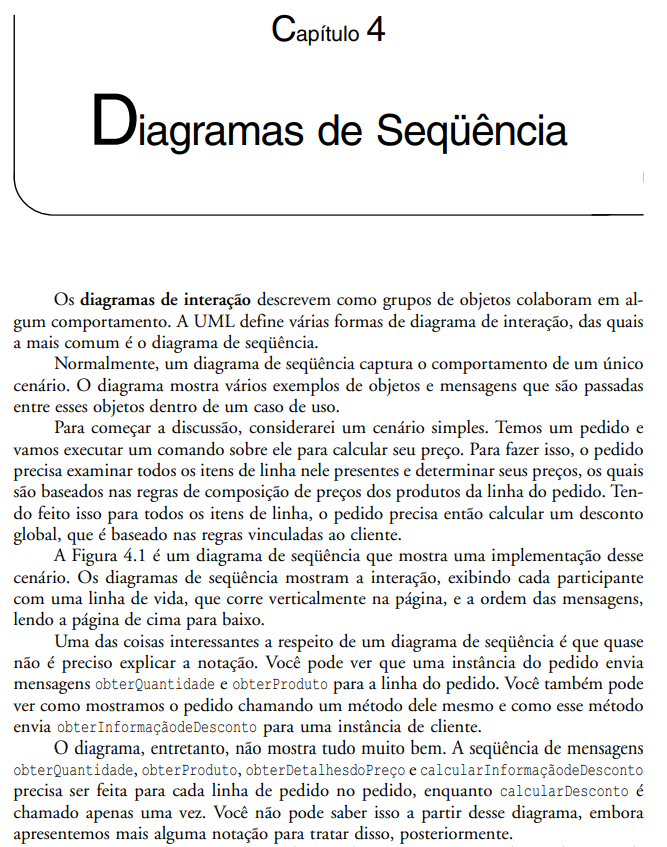 Capítulo 4
Diagramas de Seqüência
Os diagramas de interação descrevem como grupos de objetos colaboram em al-
gum comportamento. A UML define várias formas de diagrama de interação, das quais
a mais comum é o diagrama de seqüência.
Normalmente, um diagrama de seqüência captura o comportamento de um único
cenário. O diagrama mostra vários exemplos de objetos e mensagens que são passadas
entre esses objetos dentro de um caso de uso.
Para começar a discussão, considerarei um cenário simples. Temos um pedido e
vamos executar um comando sobre ele para calcular seu preço. Para fazer isso, o pedido
precisa examinar todos os itens de linha nele presentes e determinar seus preços, os quais
são baseados nas regras de composição de preços dos produtos da linha do pedido. Ten-
do feito isso para todos os itens de linha, o pedido precisa então calcular um desconto
global, que é baseado nas regras vinculadas ao cliente.
A Figura 4.1 é um diagrama de seqüência que mostra uma implementação desse
cenário. Os diagramas de seqüência mostram a interação, exibindo cada participante
com uma linha de vida, que corre verticalmente na página, e a ordem das mensagens,
lendo a página de cima para baixo.
Uma das coisas interessantes a respeito de um diagrama de seqüência é que quase
não é preciso explicar a notação. Você pode ver que uma instância do pedido envia
mensagens obterQuantidade e obterProduto para a linha do pedido. Você também pode
ver como mostramos o pedido chamando um método dele mesmo e como esse método
envia obterInformaçãodeDesconto para uma instância de cliente.
O diagrama, entretanto, não mostra tudo muito bem. A seqüência de mensagens
obterQuantidade, obterProduto, obterDetalhesdoPreço e calcularInformaçãodeDesconto
precisa ser feita para cada linha de pedido no pedido, enquanto calcularDesconto é
chamado apenas uma vez. Você não pode saber isso a partir desse diagrama, embora
apresentemos mais alguma notação para tratar disso, posteriormente.